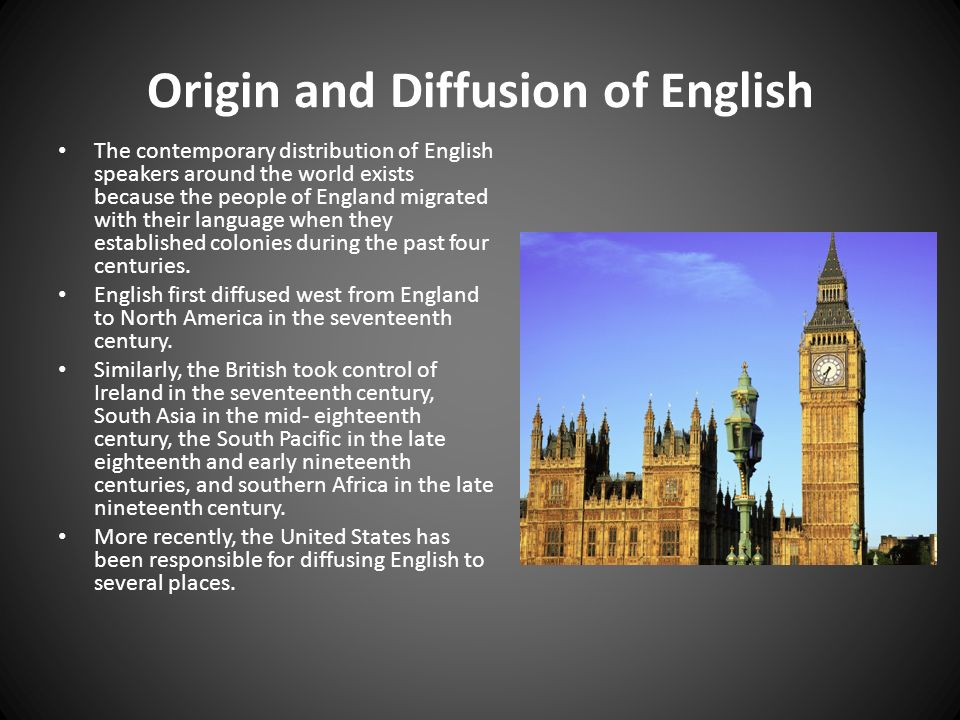 Origin and Diffusion of English
• The contemporary distribution of English
speakers around the world exists
because the people of England migrated
with their language when they
established colonies during the past four
centuries.
• English first diffused west from England
to North America in the seventeenth
century.
• Similarly, the British took control of
Ireland in the seventeenth century,
South Asia in the mid- eighteenth
century, the South Pacific in the late
eighteenth and early nineteenth
centuries, and southern Africa in the late
nineteenth century.
• More recently, the United States has
been responsible for diffusing English to
several places.